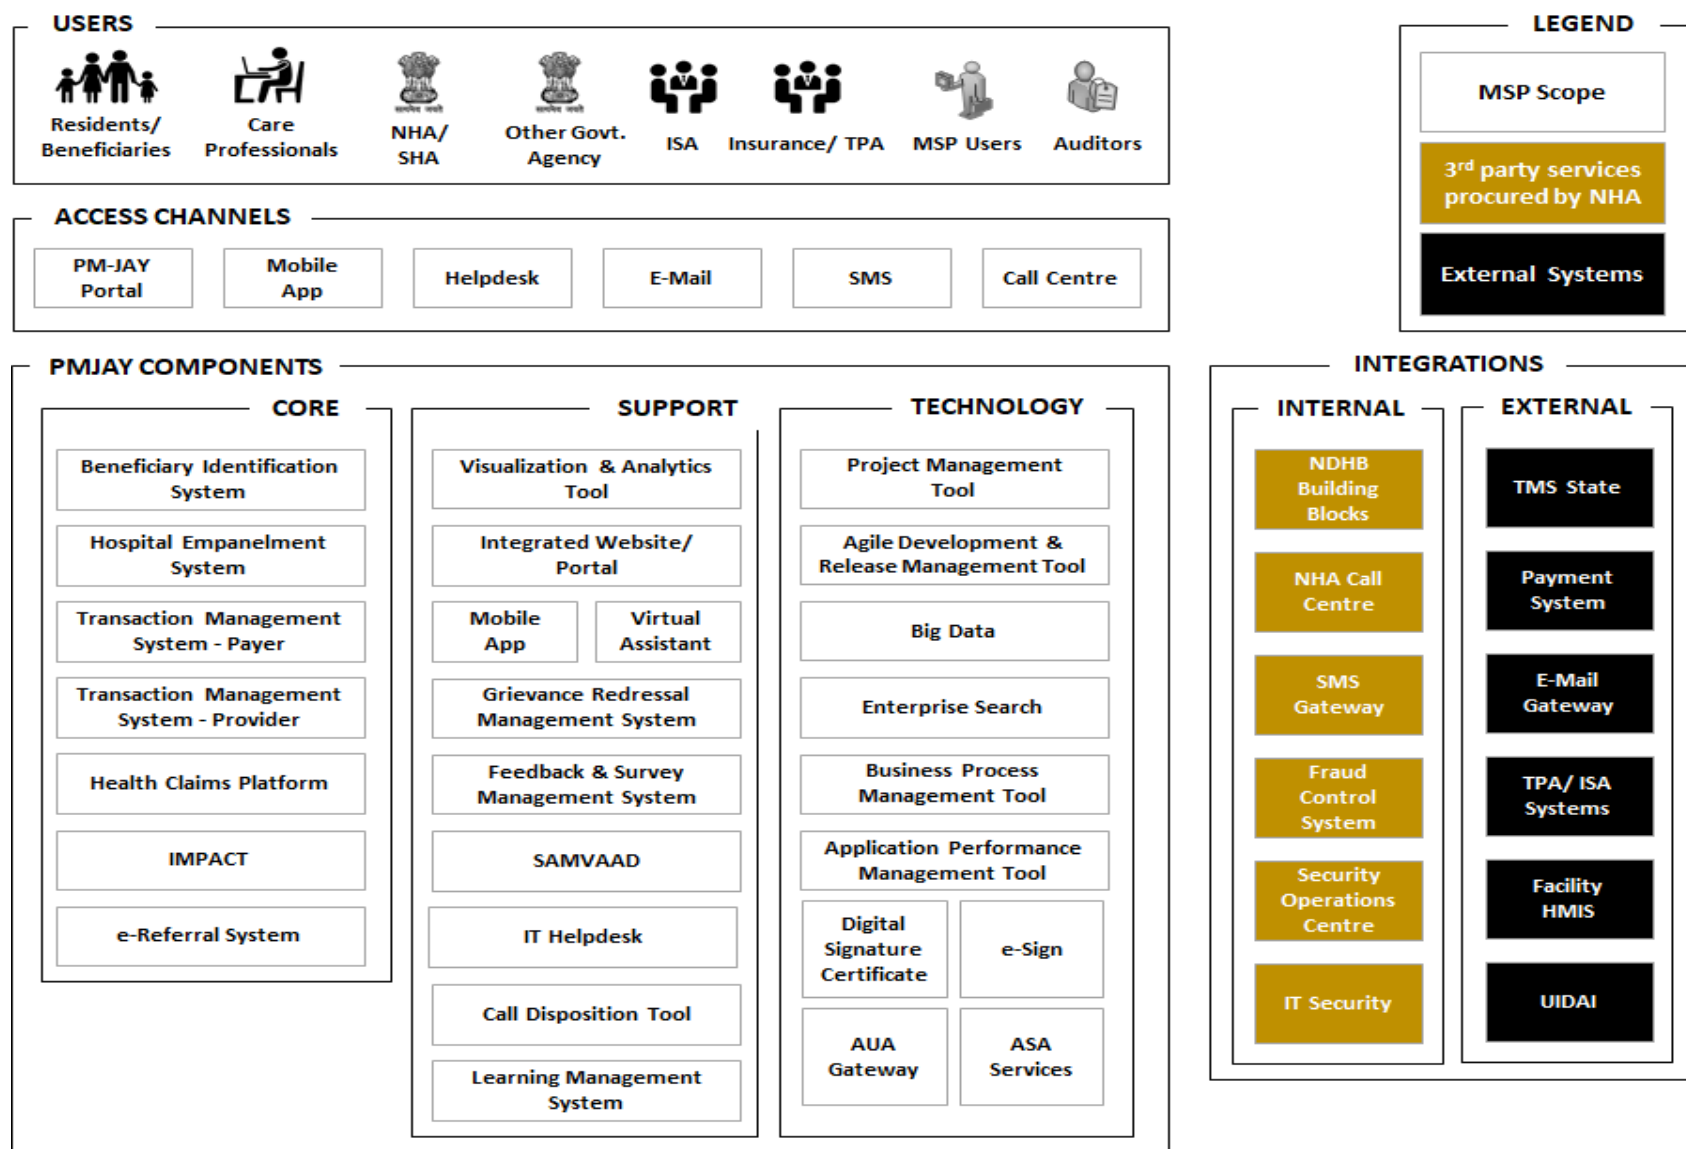 USERS
Residents/
Beneficiaries
Care
Professionals
NHA/
SHA
Other Govt.
Agency
ISA
Insurance/ TPA
MSP Users
Auditors
LEGEND
MSP Scope
3rd party services
procured by NHA
External Systems
ACCESS CHANNELS
PM-JAY
Portal
Mobile
App
Helpdesk
E-Mail
SMS
Call Centre
PMJAY COMPONENTS
CORE
Beneficiary Identification
System
Hospital Empanelment
System
Transaction Management
System - Payer
Transaction Management
System - Provider
Health Claims Platform
IMPACT
e-Referral System
SUPPORT
Visualization & Analytics
Tool
Integrated Website/
Portal
Mobile
App
Virtual
Assistant
Grievance Redressal
Management System
Feedback & Survey
Management System
SAMVAAD
IT Helpdesk
Call Disposition Tool
Learning Management
System
TECHNOLOGY
Project Management
Tool
Agile Development &
Release Management Tool
Big Data
Enterprise Search
Business Process
Management Tool
Application Performance
Management Tool
Digital
Signature
Certificate
e-Sign
AUA
Gateway
ASA
Services
INTEGRATIONS
INTERNAL
NDHB
Building
Blocks
NHA Call
Centre
SMS
Gateway
Fraud
Control
System
Security
Operations
Centre
IT Security
EXTERNAL
TMS State
Payment
System
E-Mail
Gateway
TPA/ ISA
Systems
Facility
HMIS
UIDAI